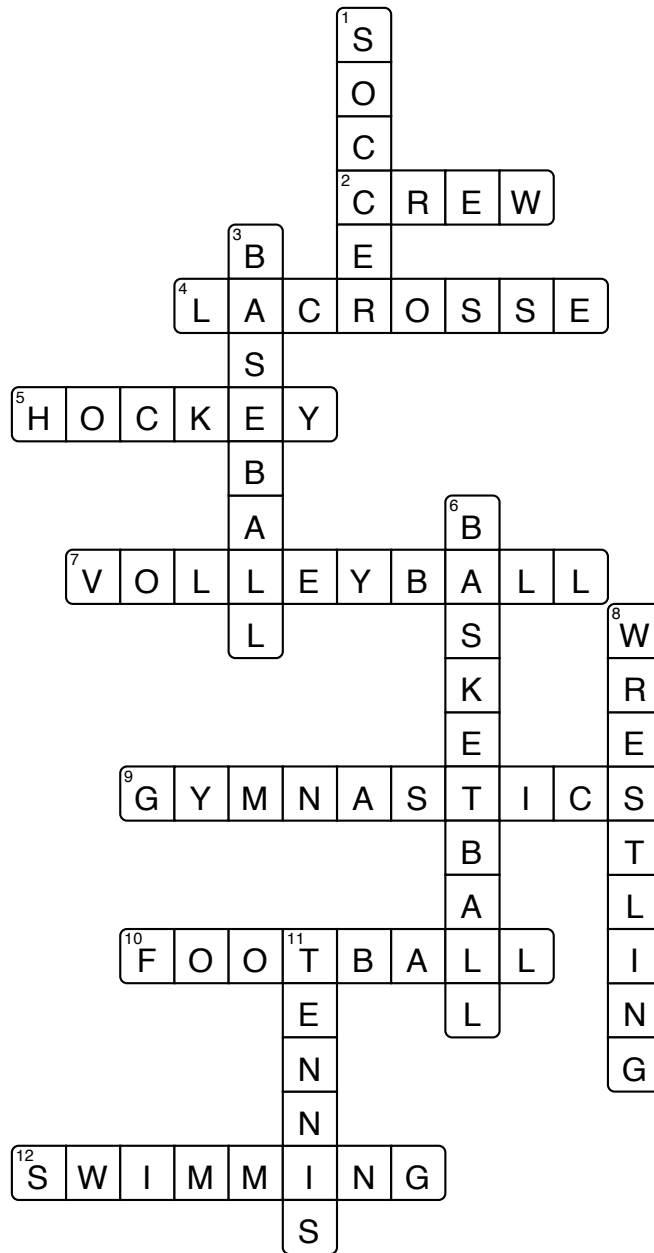 1
S
O
C
2
C R E W
3
B E
4
L A C R O S S E
S
5
H O C K E Y
B
6
A B
7
V O L L E Y B A L L
8
L S W
K R
E E
9
G Y M N A S T I C S
B T
A L
10 11
F O O T B A L L I
E L N
N G
N
12
S W I M M I N G
S